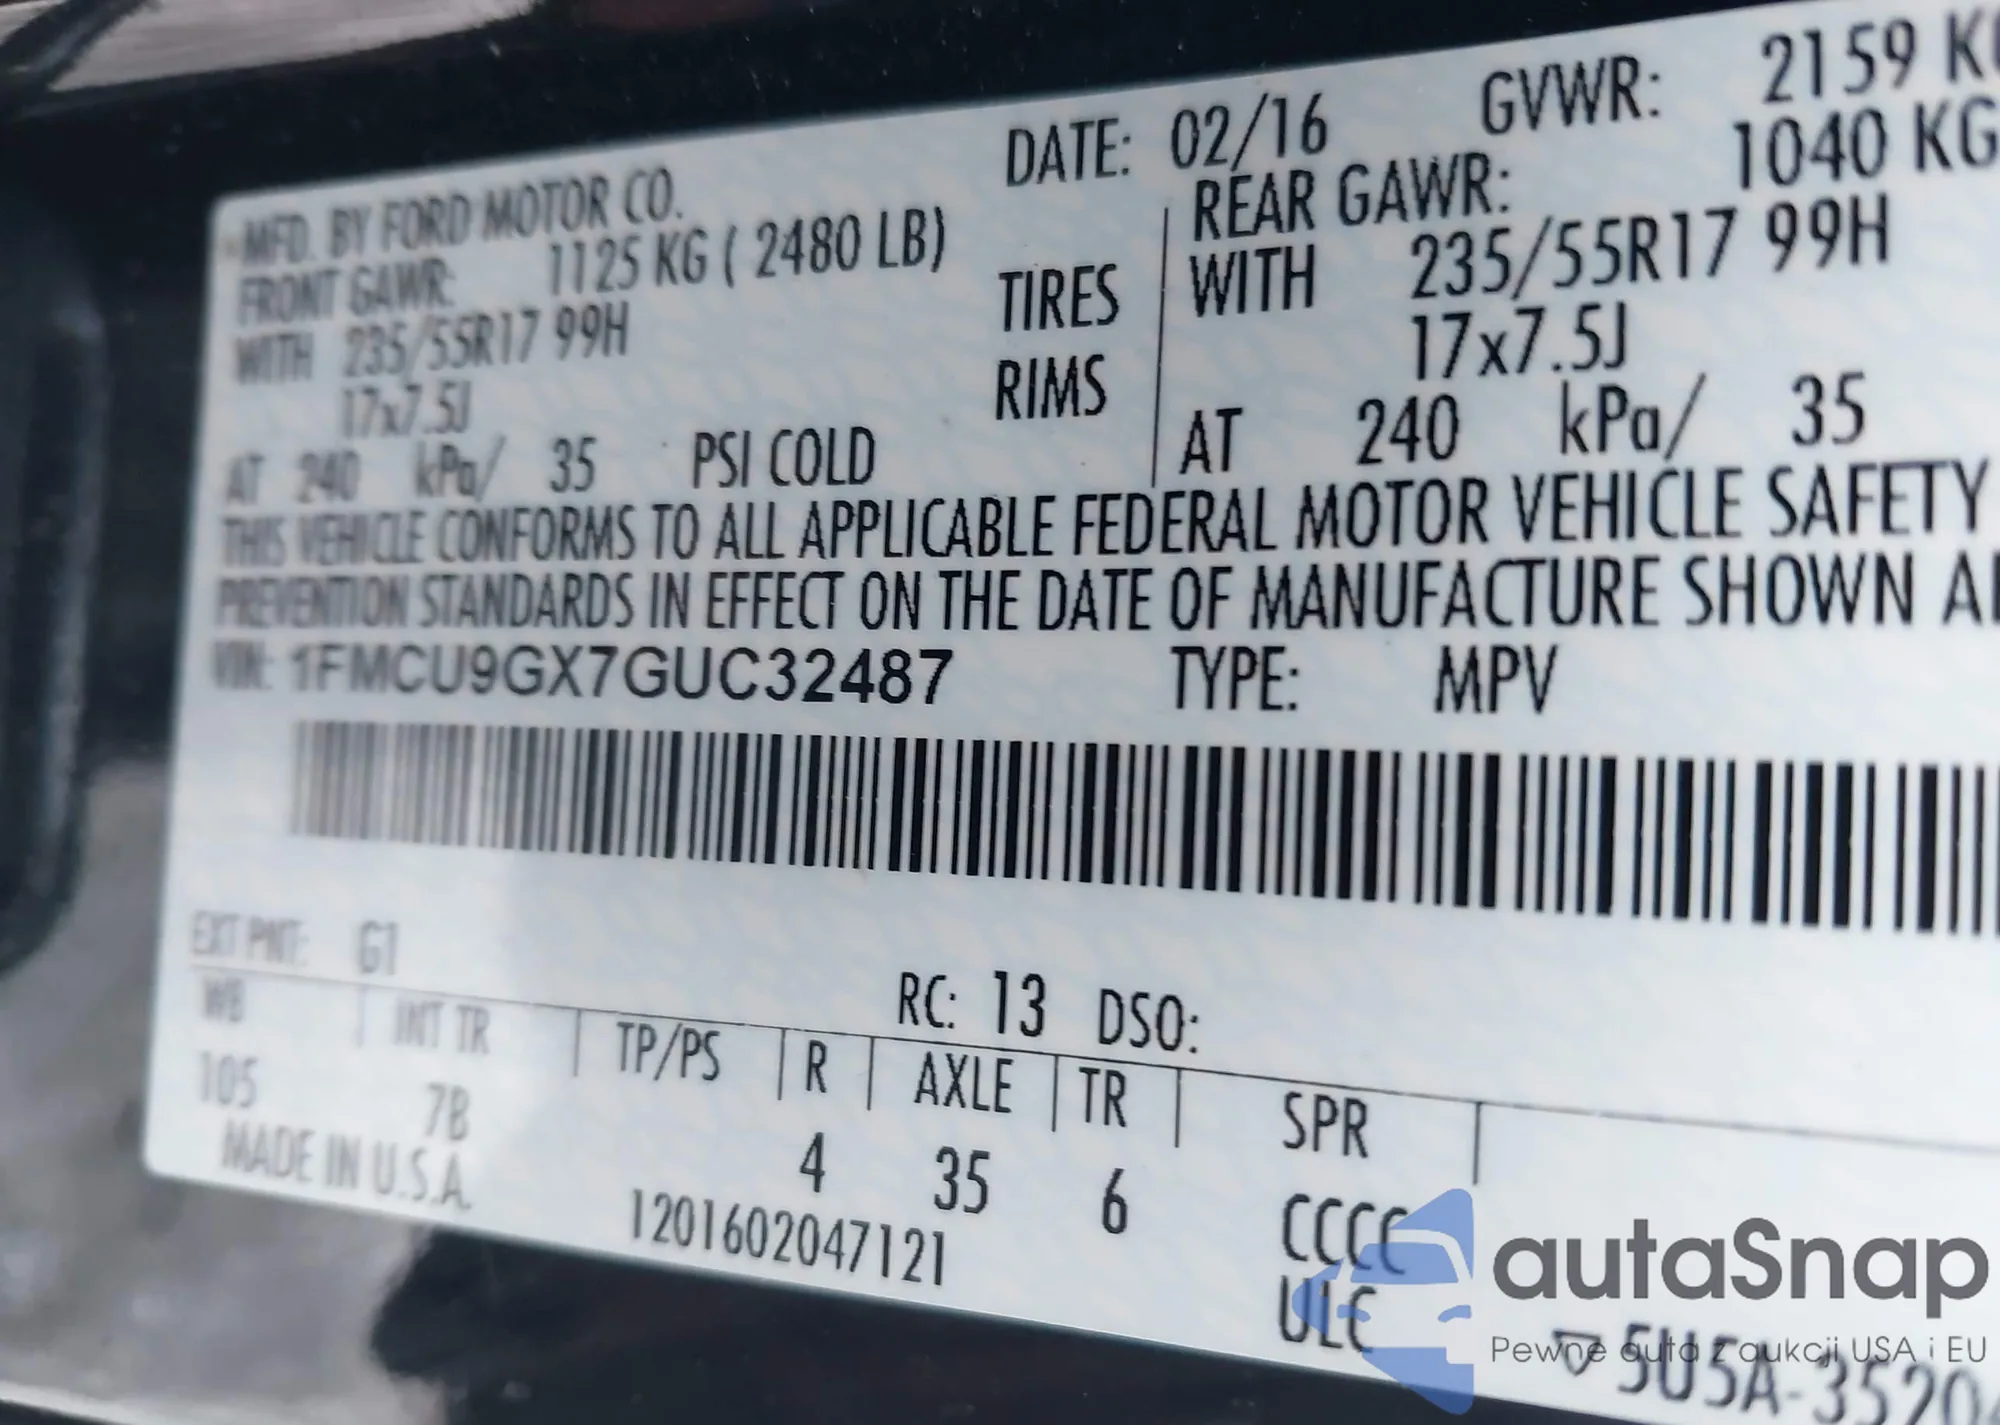 MFD. BY FORD MOTOR CO. DATE: 02/16 GVWR: 2159 KG
FRONT GAWR: 1125 KG ( 2480 LB) REAR GAWR: 1040 KG
WITH 235/55R17 99H TIRES WITH 235/55R17 99H
17x7.5J RIMS 17x7.5J
AT 240 kPa/ 35 PSI COLD AT 240 kPa/ 35
THIS VEHICLE CONFORMS TO ALL APPLICABLE FEDERAL MOTOR VEHICLE SAFETY
PREVENTION STANDARDS IN EFFECT ON THE DATE OF MANUFACTURE SHOWN
VIN: 1FMCU9GX7GUC32487 TYPE: MPV
EXT PNT: G1 RC: 13 DSO:
WB INT TR TP/PS R AXLE TR SPR
105 7B 4 35 6 CCCC
MADE IN U.S.A. 1201602047121 ULC
5U5A-3520
autaSnap
Pewne auta z aukcji USA i EU